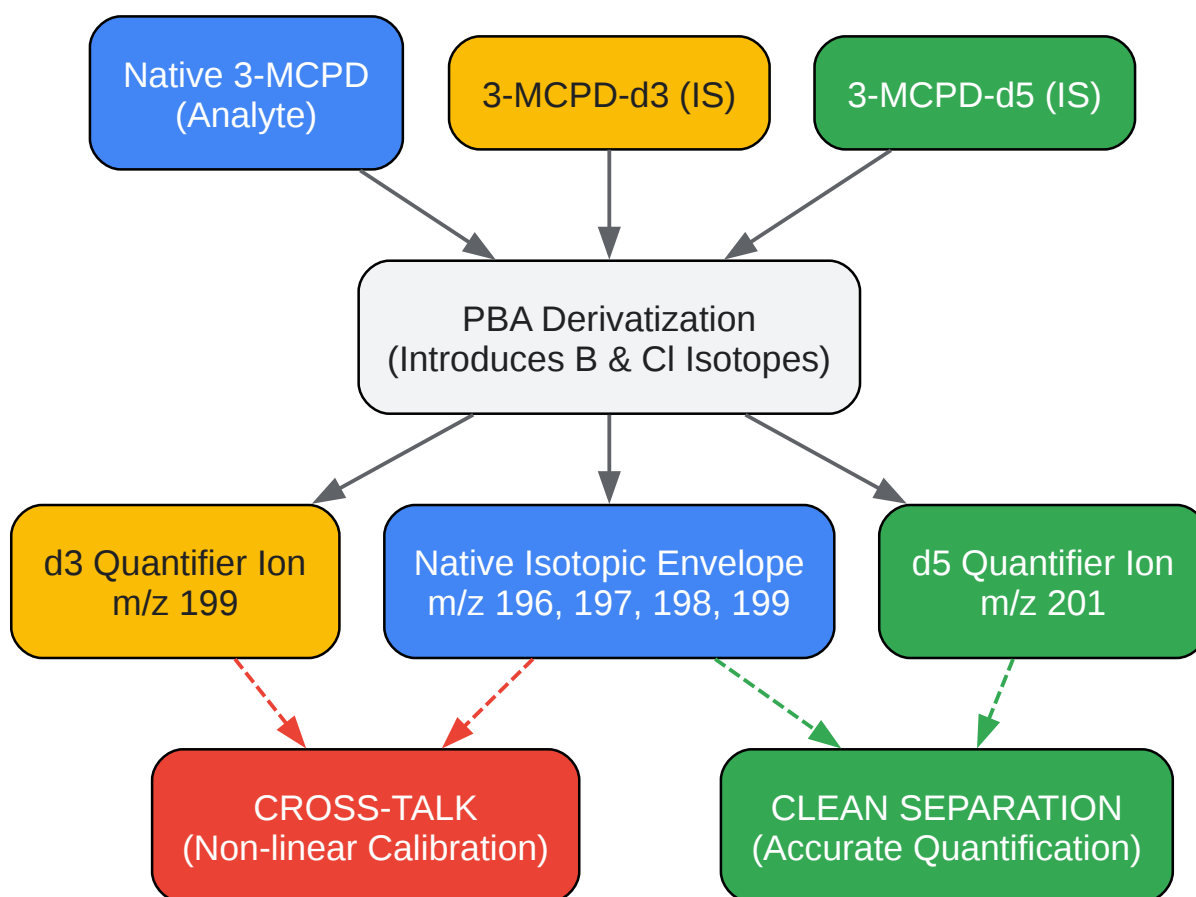 Native 3-MCPD
(Analyte)
3-MCPD-d3 (IS)
3-MCPD-d5 (IS)
PBA Derivatization
(Introduces B & Cl Isotopes)
d3 Quantifier Ion
m/z 199
Native Isotopic Envelope
m/z 196, 197, 198, 199
d5 Quantifier Ion
m/z 201
CROSS-TALK
(Non-linear Calibration)
CLEAN SEPARATION
(Accurate Quantification)